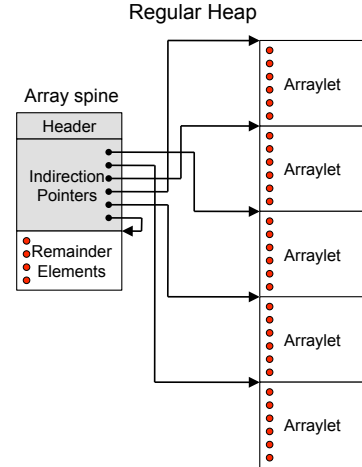 Regular Heap
Array spine
Header
Indirection
Pointers
Remainder
Elements
Arraylet
Arraylet
Arraylet
Arraylet
Arraylet